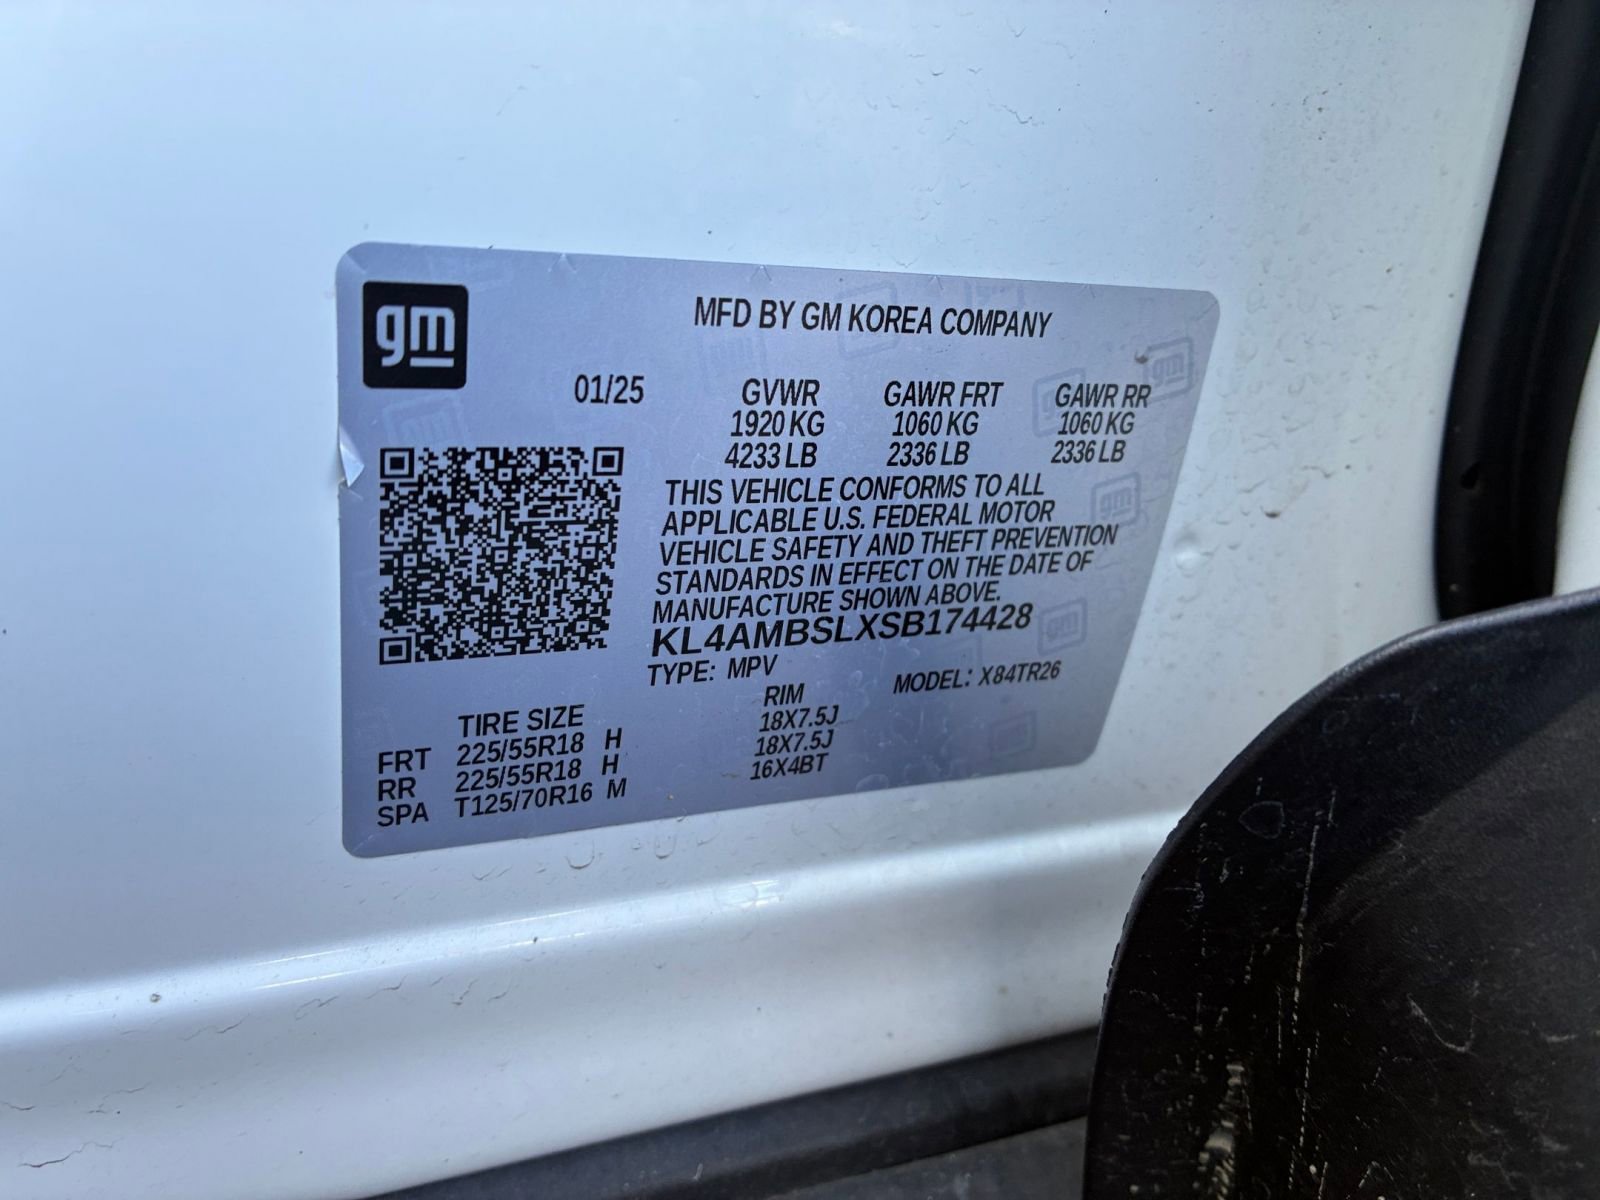 gm
MFD BY GM KOREA COMPANY
01/25 GVWR GAWR FRT GAWR RR
1920 KG 1060 KG 1060 KG
4233 LB 2336 LB 2336 LB
THIS VEHICLE CONFORMS TO ALL
APPLICABLE U.S. FEDERAL MOTOR
VEHICLE SAFETY AND THEFT PREVENTION
STANDARDS IN EFFECT ON THE DATE OF
MANUFACTURE SHOWN ABOVE.
KL4AMBSLXSB174428
TYPE: MPV MODEL: X84TR26
TIRE SIZE RIM
FRT 225/55R18 H 18X7.5J
RR 225/55R18 H 18X7.5J
SPA T125/70R16 M 16X4BT